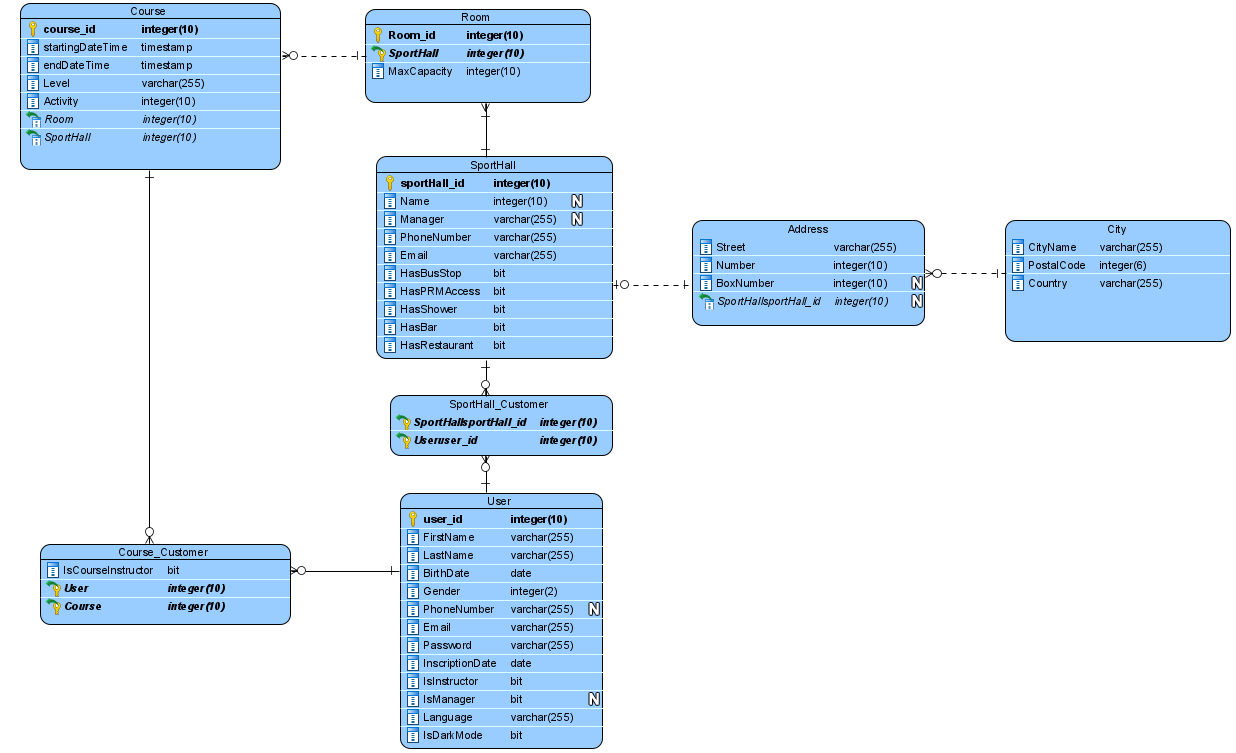 Course
course_id integer(10)
startingDateTime timestamp
endDateTime timestamp
Level varchar(255)
Activity integer(10)
Room integer(10)
SportHall integer(10)
Room
Room_id integer(10)
SportHall integer(10)
MaxCapacity integer(10)
SportHall
sportHall_id integer(10)
Name integer(10) N
Manager varchar(255) N
PhoneNumber varchar(255)
Email varchar(255)
HasBusStop bit
HasPRMAccess bit
HasShower bit
HasBar bit
HasRestaurant bit
Address
Street varchar(255)
Number integer(10)
BoxNumber integer(10) N
SportHallsportHall_id integer(10) N
City
CityName varchar(255)
PostalCode integer(6)
Country varchar(255)
SportHall_Customer
SportHallsportHall_id integer(10)
Useruser_id integer(10)
User
user_id integer(10)
FirstName varchar(255)
LastName varchar(255)
BirthDate date
Gender integer(2)
PhoneNumber varchar(255) N
Email varchar(255)
Password varchar(255)
InscriptionDate date
IsInstructor bit
IsManager bit N
Language varchar(255)
IsDarkMode bit
Course_Customer
IsCourseInstructor bit
User integer(10)
Course integer(10)